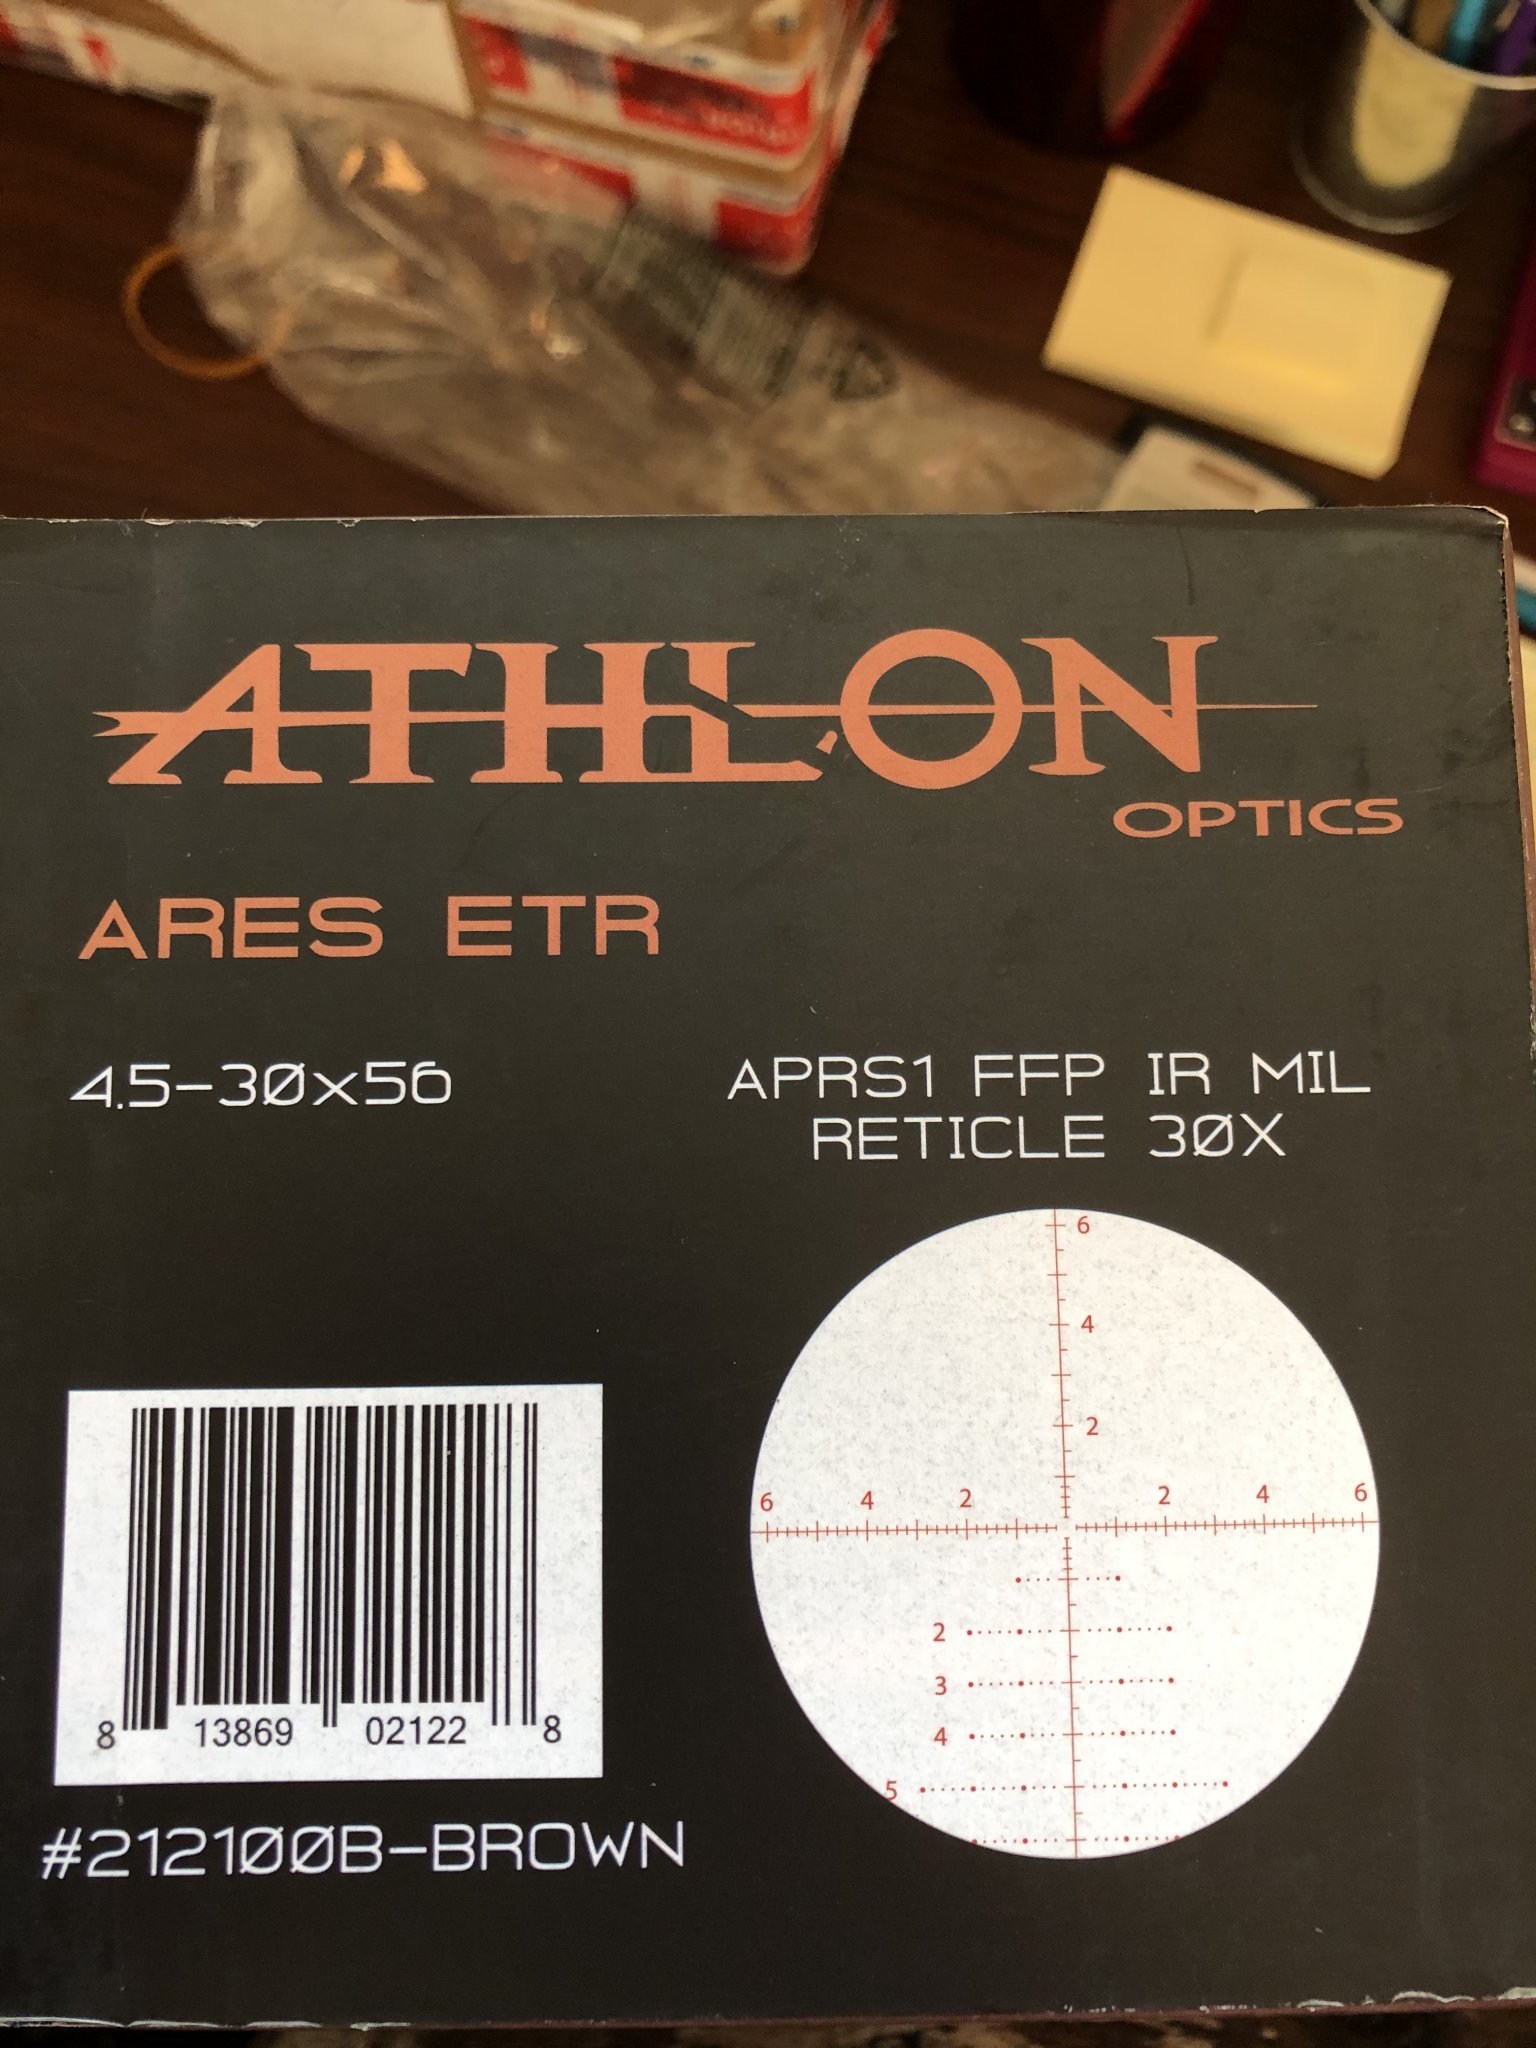 ATHLON
OPTICS
ARES ETR
4.5-30x56
APRS1 FFP IR MIL
RETICLE 30X
6
4
2
6 4 2 2 4 6
2
3
4
5
8 13869 02122 8
#212100B-BROWN